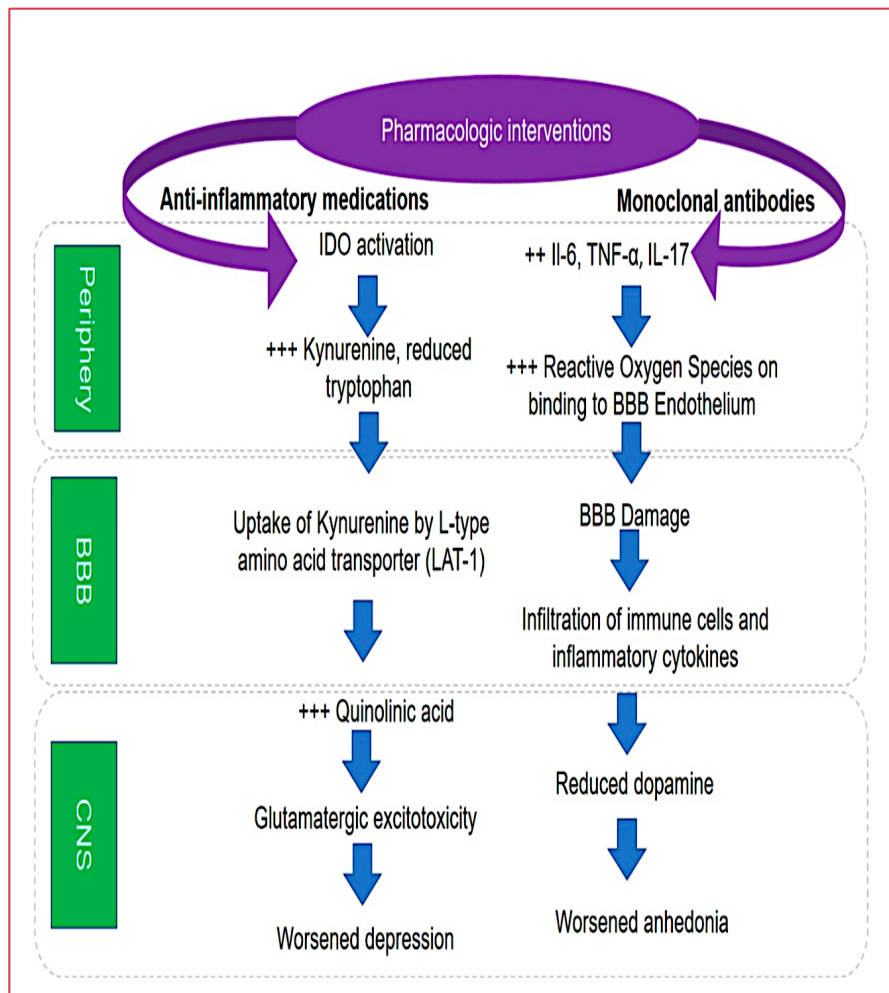 Pharmacologic interventions
Anti-inflammatory medications
Monoclonal antibodies
Periphery
IDO activation
+++ Kynurenine, reduced
tryptophan
++ Il-6, TNF-α, IL-17
+++ Reactive Oxygen Species on
binding to BBB Endothelium
BBB
Uptake of Kynurenine by L-type
amino acid transporter (LAT-1)
BBB Damage
Infiltration of immune cells and
inflammatory cytokines
CNS
+++ Quinolinic acid
Glutamatergic excitotoxicity
Worsened depression
Reduced dopamine
Worsened anhedonia